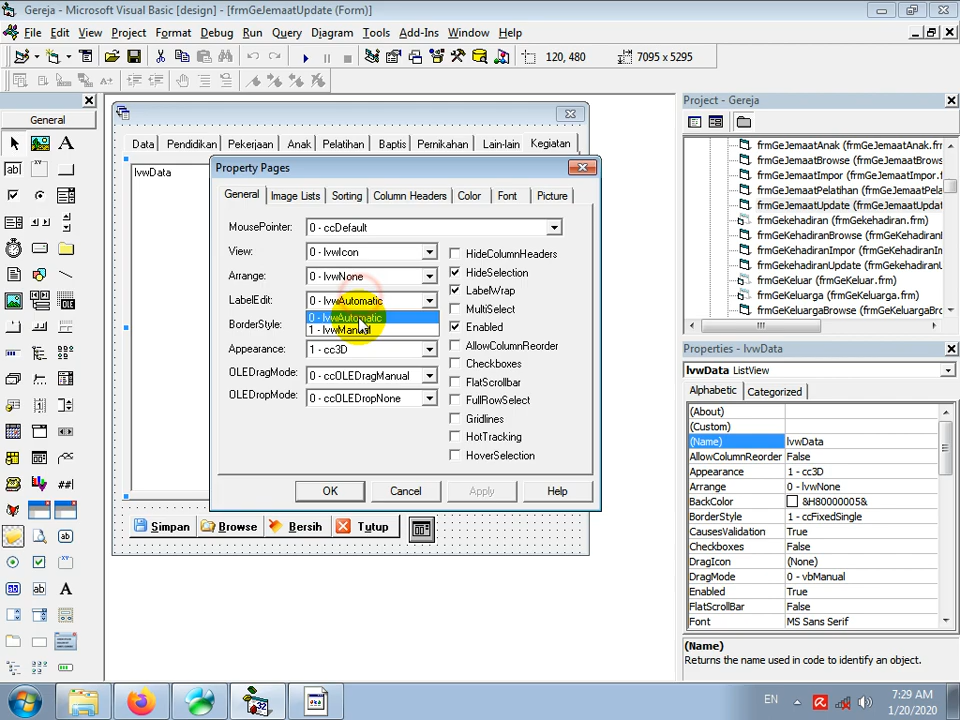 Gereja - Microsoft Visual Basic [design] - [frmGeJemaatUpdate (Form)]
File Edit View Project Format Debug Run Query Diagram Tools Add-Ins Window Help
120, 480 7095 x 5295
General
Data Pendidikan Pekerjaan Anak Pelatihan Baptis Pernikahan Lain-lain Kegiatan
lvwData
Property Pages
General Image Lists Sorting Column Headers Color Font Picture
MousePointer: 0 - ccDefault
View: 0 - lvwIcon
Arrange: 0 - lvwNone
LabelEdit: 0 - lvwAutomatic
0 - lvwAutomatic
1 - lvwManual
BorderStyle:
Appearance: 1 - cc3D
OLEDragMode: 0 - ccOLEDragManual
OLEDropMode: 0 - ccOLEDropNone
HideColumnHeaders
HideSelection
LabelWrap
MultiSelect
Enabled
AllowColumnReorder
Checkboxes
FlatScrollbar
FullRowSelect
Gridlines
HotTracking
HoverSelection
OK Cancel Apply Help
Simpan Browse Bersih Tutup
Project - Gereja
frmGeJemaatAnak (frmGeJemaatAnak.
frmGeJemaatBrowse (frmGeJemaatBrows
frmGeJemaatImpor (frmGeJemaatImpor.
frmGeJemaatPelatihan (frmGeJemaatPelat
frmGeJemaatUpdate (frmGeJemaatUpdat
frmGekehadiran (frmGeKehadiran.frm)
frmGeKehadiranBrowse (frmGeKehadiran
frmGeKehadiranImpor (frmGeKehadiranI
frmGeKehadiranUpdate (frmGeKehadiran
frmGeKeluar (frmGeKeluar.frm)
frmGeKeluarga (frmGeKeluarga.frm)
frmGeKeluargaBrowse (frmGeKeluargaB
Properties - lvwData
lvwData ListView
Alphabetic Categorized
(About)
(Custom)
(Name) lvwData
AllowColumnReorder False
Appearance 1 - cc3D
Arrange 0 - lvwNone
BackColor &H80000005&
BorderStyle 1 - ccFixedSingle
CausesValidation True
Checkboxes False
DragIcon (None)
DragMode 0 - vbManual
Enabled True
FlatScrollBar False
Font MS Sans Serif
(Name)
Returns the name used in code to identify an object.
EN
7:29 AM
1/20/2020